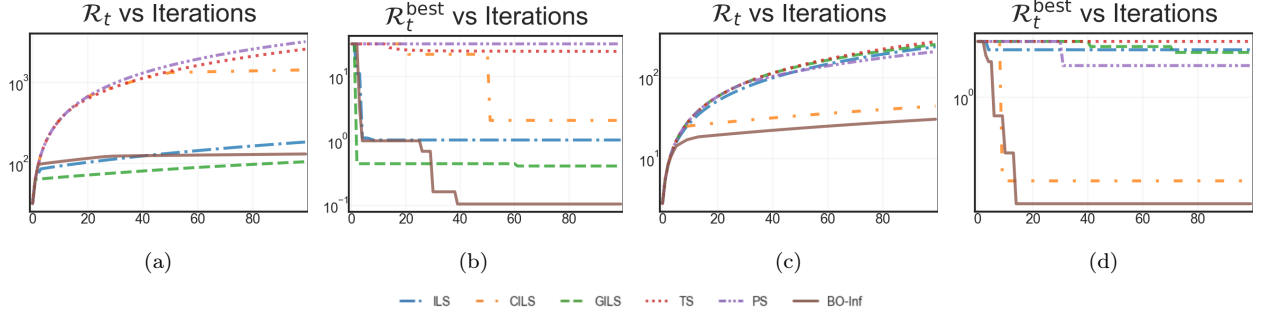 R_t vs Iterations
R_t^best vs Iterations
R_t vs Iterations
R_t^best vs Iterations
10^3
10^2
0 20 40 60 80
10^1
10^0
10^-1
0 20 40 60 80
10^2
10^1
0 20 40 60 80
10^0
0 20 40 60 80
(a)
(b)
(c)
(d)
ILS CILS GILS TS PS BO-Inf